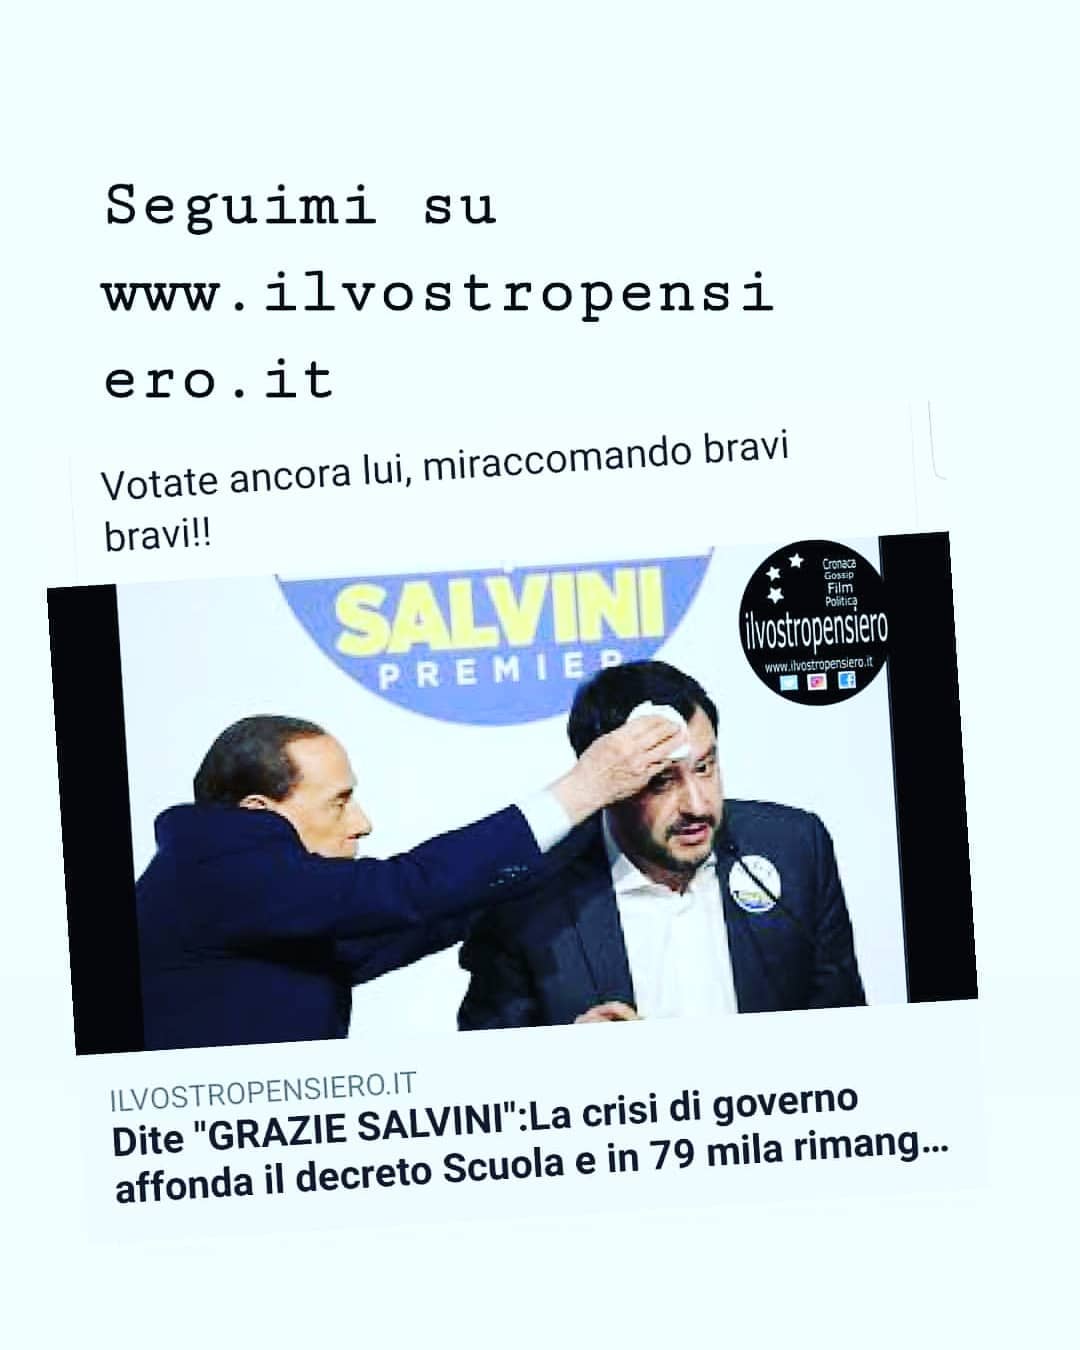 Seguimi su
www.ilvostropensi
ero.it
Votate ancora lui, miraccomando bravi
bravi!!
SALVINI
PREMIER
Cronaca
Gossip
Film
Politica
ilvostropensiero
www.ilvostropensiero.it
ILVOSTROPENSIERO.IT
Dite "GRAZIE SALVINI":La crisi di governo
affonda il decreto Scuola e in 79 mila rimang...